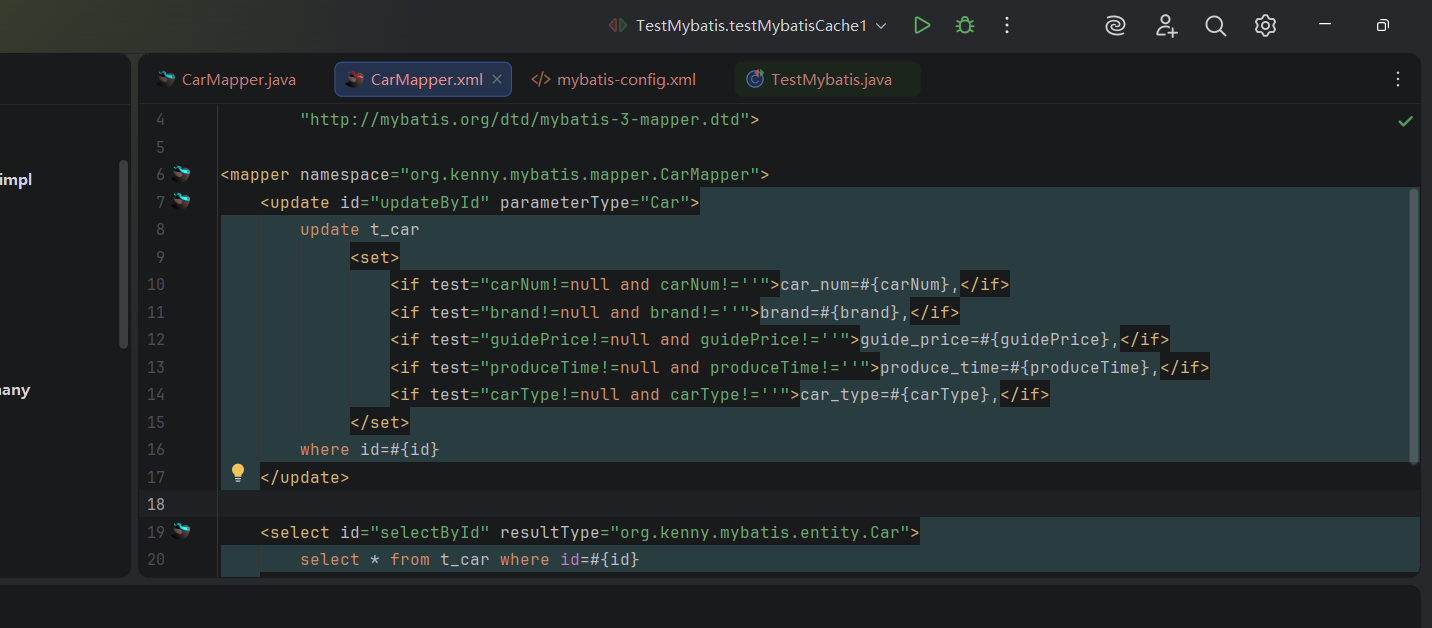 TestMybatis.testMybatisCache1
CarMapper.java CarMapper.xml mybatis-config.xml TestMybatis.java
impl
nany
4 "http://mybatis.org/dtd/mybatis-3-mapper.dtd">
5
6 <mapper namespace="org.kenny.mybatis.mapper.CarMapper">
7 <update id="updateById" parameterType="Car">
8 update t_car
9 <set>
10 <if test="carNum!=null and carNum!=''">car_num=#{carNum},</if>
11 <if test="brand!=null and brand!=''">brand=#{brand},</if>
12 <if test="guidePrice!=null and guidePrice!=''">guide_price=#{guidePrice},</if>
13 <if test="produceTime!=null and produceTime!=''">produce_time=#{produceTime},</if>
14 <if test="carType!=null and carType!=''">car_type=#{carType},</if>
15 </set>
16 where id=#{id}
17 </update>
18
19 <select id="selectById" resultType="org.kenny.mybatis.entity.Car">
20 select * from t_car where id=#{id}